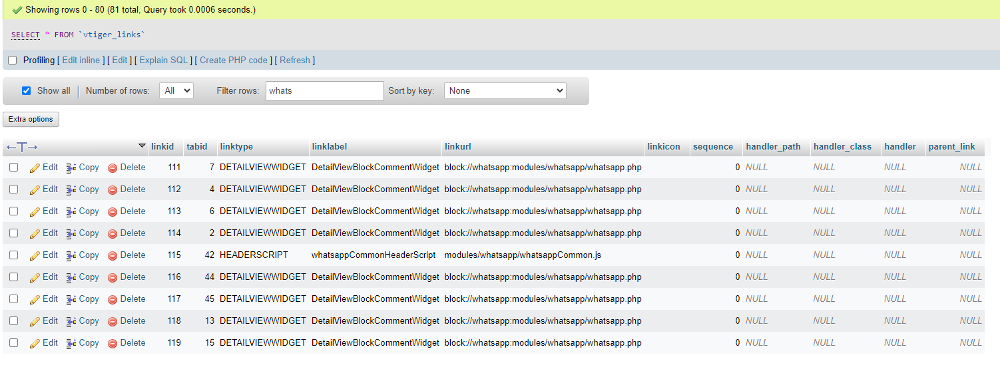 Showing rows 0 - 80 (81 total, Query took 0.0006 seconds.)
SELECT * FROM `vtiger_links`
Profiling [ Edit inline ] [ Edit ] [ Explain SQL ] [ Create PHP code ] [ Refresh ]
Show all Number of rows: All Filter rows: whats Sort by key: None
Extra options
←T→ linkid tabid linktype linklabel linkurl linkicon sequence handler_path handler_class handler parent_link
Edit Copy Delete 111 7 DETAILVIEWWIDGET DetailViewBlockCommentWidget block://whatsapp:modules/whatsapp/whatsapp.php 0 NULL NULL NULL NULL
Edit Copy Delete 112 4 DETAILVIEWWIDGET DetailViewBlockCommentWidget block://whatsapp:modules/whatsapp/whatsapp.php 0 NULL NULL NULL NULL
Edit Copy Delete 113 6 DETAILVIEWWIDGET DetailViewBlockCommentWidget block://whatsapp:modules/whatsapp/whatsapp.php 0 NULL NULL NULL NULL
Edit Copy Delete 114 2 DETAILVIEWWIDGET DetailViewBlockCommentWidget block://whatsapp:modules/whatsapp/whatsapp.php 0 NULL NULL NULL NULL
Edit Copy Delete 115 42 HEADERSCRIPT whatsappCommonHeaderScript modules/whatsapp/whatsappCommon.js 0 NULL NULL NULL NULL
Edit Copy Delete 116 44 DETAILVIEWWIDGET DetailViewBlockCommentWidget block://whatsapp:modules/whatsapp/whatsapp.php 0 NULL NULL NULL NULL
Edit Copy Delete 117 45 DETAILVIEWWIDGET DetailViewBlockCommentWidget block://whatsapp:modules/whatsapp/whatsapp.php 0 NULL NULL NULL NULL
Edit Copy Delete 118 13 DETAILVIEWWIDGET DetailViewBlockCommentWidget block://whatsapp:modules/whatsapp/whatsapp.php 0 NULL NULL NULL NULL
Edit Copy Delete 119 15 DETAILVIEWWIDGET DetailViewBlockCommentWidget block://whatsapp:modules/whatsapp/whatsapp.php 0 NULL NULL NULL NULL